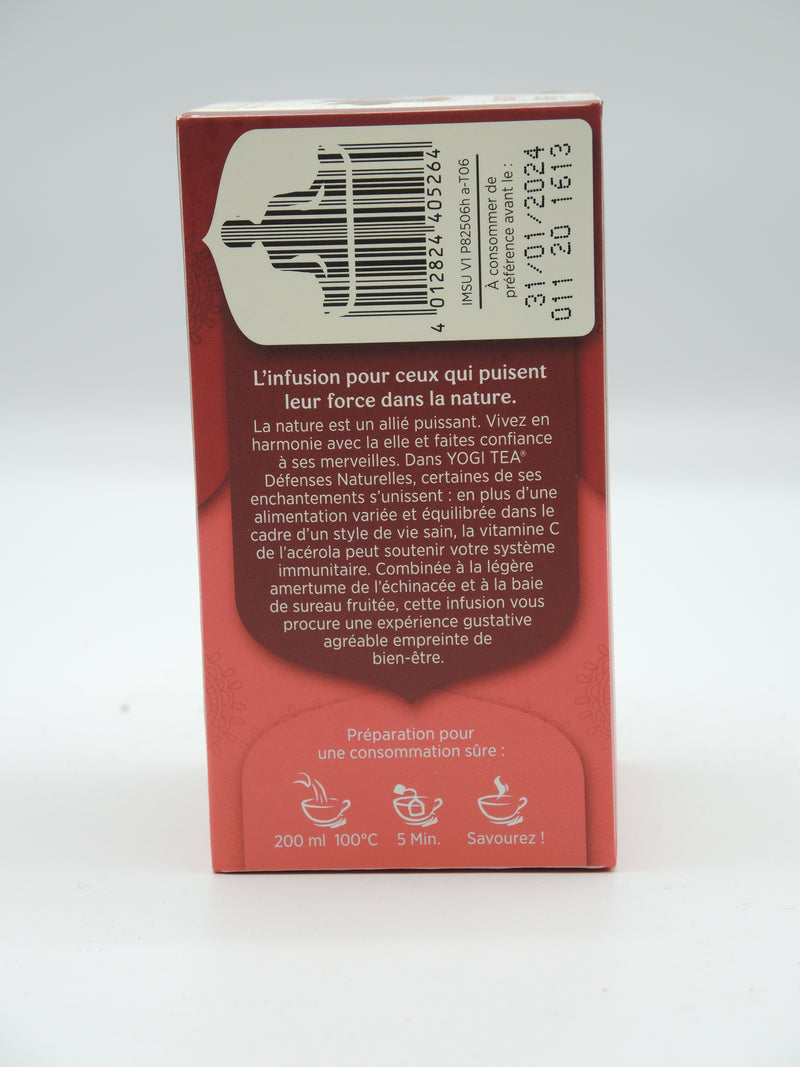 4 012824 405264
IMSU V1 P82506h a-T06
À consommer de
préférence avant le :
31/01/2024
011 20 1613
L'infusion pour ceux qui puisent
leur force dans la nature.
La nature est un allié puissant. Vivez en
harmonie avec la elle et faites confiance
à ses merveilles. Dans YOGI TEA®
Défenses Naturelles, certaines de ses
enchantements s'unissent : en plus d'une
alimentation variée et équilibrée dans le
cadre d'un style de vie sain, la vitamine C
de l'acérola peut soutenir votre système
immunitaire. Combinée à la légère
amertume de l'échinacée et à la baie
de sureau fruitée, cette infusion vous
procure une expérience gustative
agréable empreinte de
bien-être.
Préparation pour
une consommation sûre :
200 ml 100°C 5 Min. Savourez !